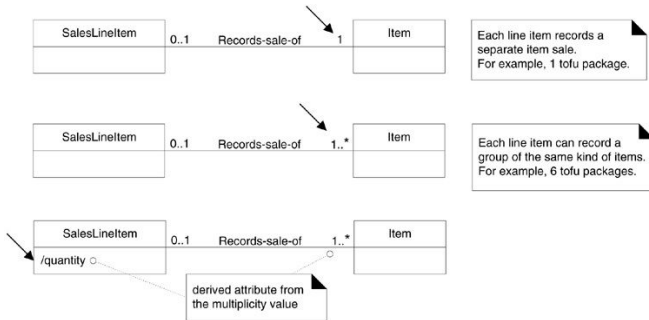 SalesLineItem
0..1 Records-sale-of 1
Item
Each line item records a
separate item sale.
For example, 1 tofu package.
SalesLineItem
0..1 Records-sale-of 1..*
Item
Each line item can record a
group of the same kind of items.
For example, 6 tofu packages.
SalesLineItem
/quantity
0..1 Records-sale-of 1..*
Item
derived attribute from
the multiplicity value